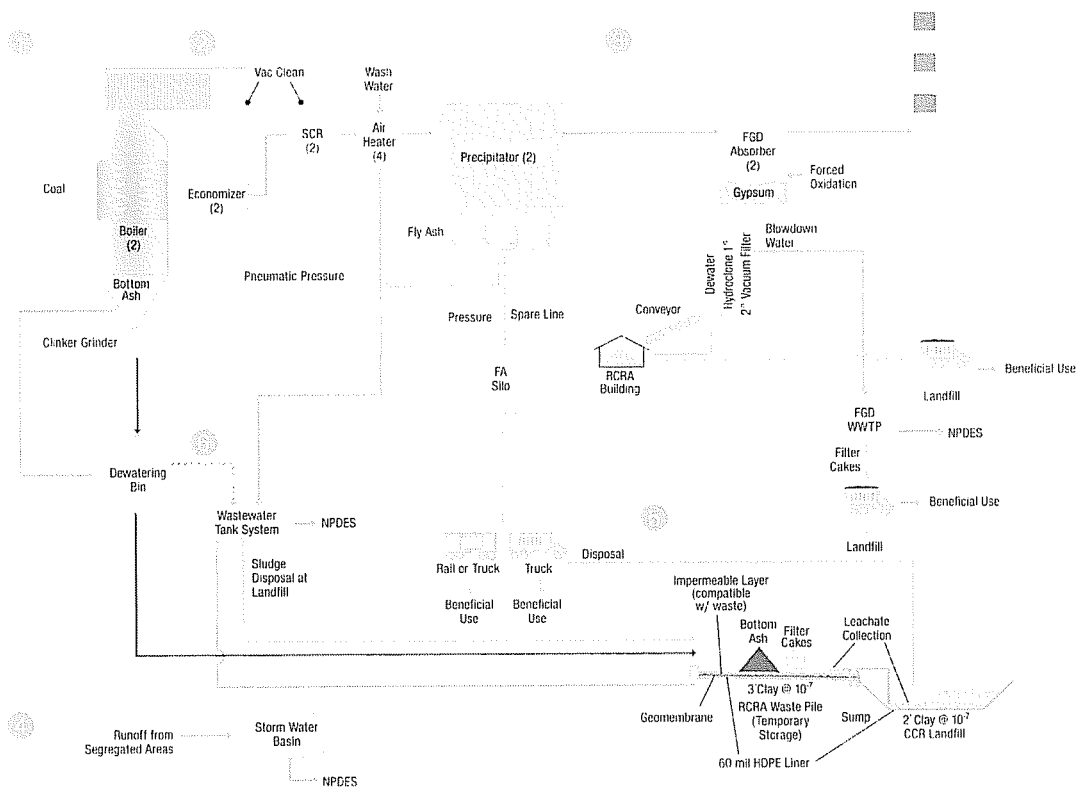 Vac Clean
Wash
Water
SCR
(2)
Air
Heater
(4)
Precipitator (2)
FGD
Absorber
(2)
Forced
Oxidation
Gypsum
Coal
Economizer
(2)
Boiler
(2)
Fly Ash
Blowdown
Water
Dewater
Hydroclone 1°
Vacuum Filter
Bottom
Ash
Pneumatic Pressure
Conveyor
Pressure
Spare Line
Clinker Grinder
RCRA
Building
FA
Silo
Beneficial Use
Landfill
FGD
WWTP
NPDES
Filter
Cakes
Dewatering
Bin
Beneficial Use
Wastewater
Tank System
NPDES
Landfill
Sludge
Disposal at
Landfill
Rail or Truck
Truck
Disposal
Beneficial
Use
Beneficial
Use
Impermeable Layer
(compatible
w/ waste)
Bottom
Ash
Filter
Cakes
Leachate
Collection
3' Clay @ 10⁻⁷
RCRA Waste Pile
(Temporary
Storage)
Geomembrane
Sump
2' Clay @ 10⁻⁷
CCR Landfill
60 mil HDPE Liner
Runoff from
Segregated Areas
Storm Water
Basin
NPDES